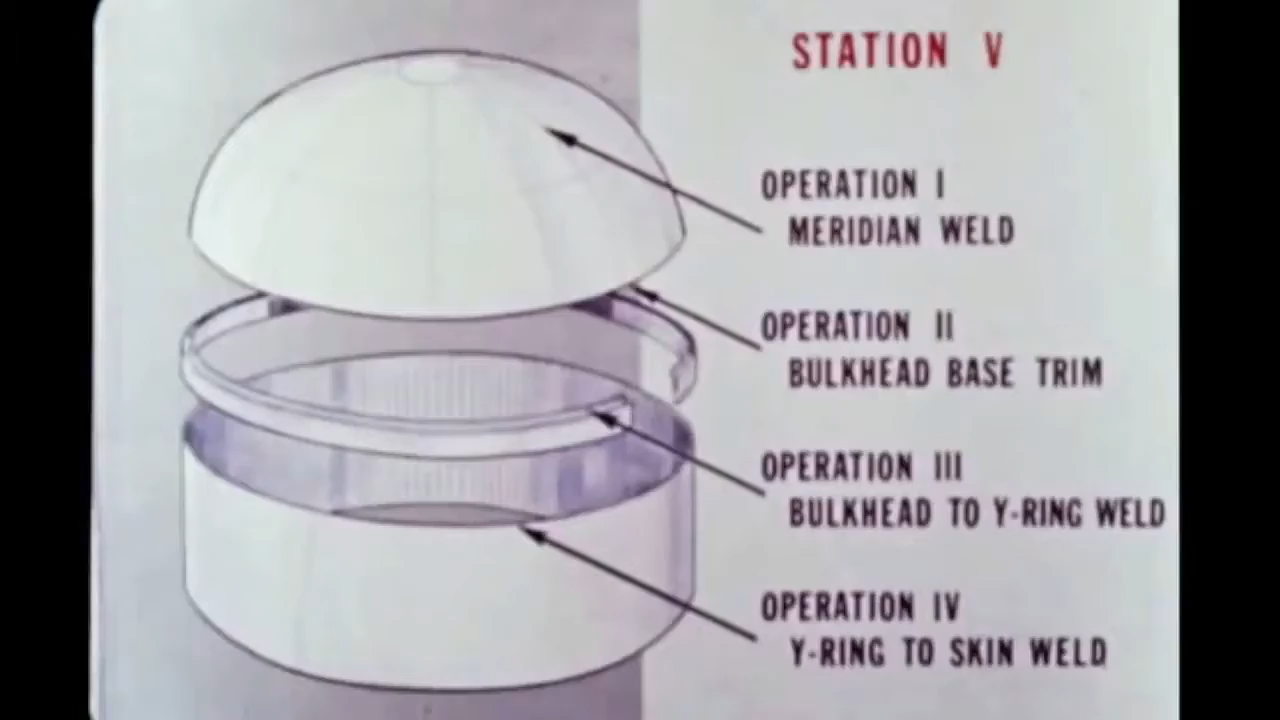 STATION V
OPERATION I
MERIDIAN WELD
OPERATION II
BULKHEAD BASE TRIM
OPERATION III
BULKHEAD TO Y-RING WELD
OPERATION IV
Y-RING TO SKIN WELD